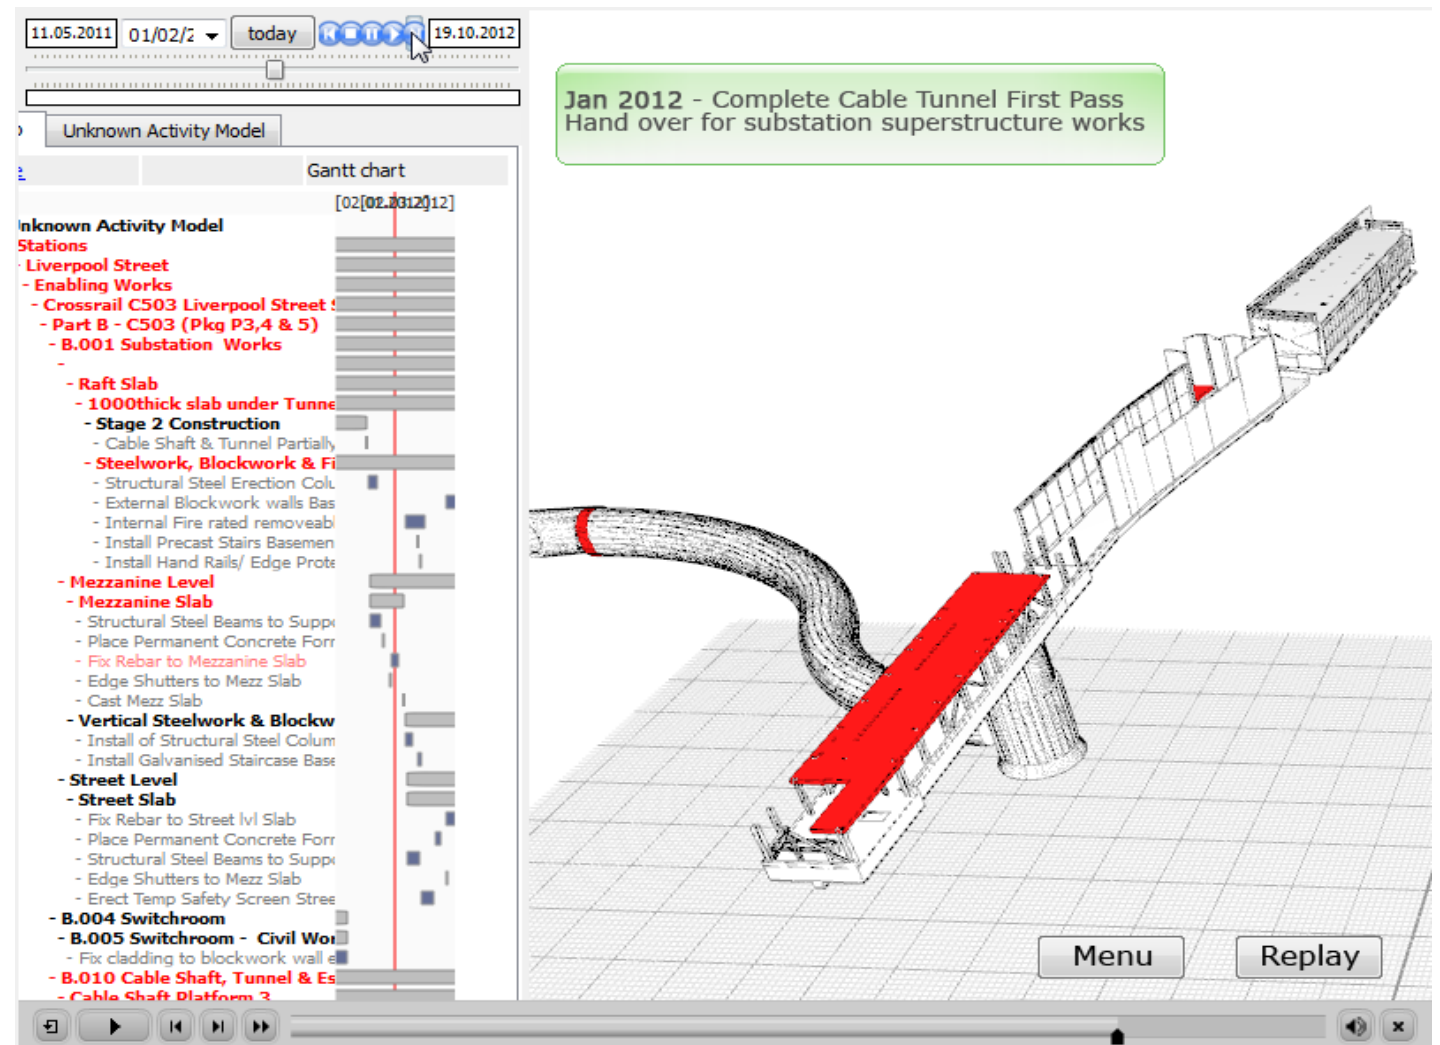 11.05.2011 01/02/2 today 19.10.2012
Unknown Activity Model
Gantt chart
Jan 2012 - Complete Cable Tunnel First Pass
Hand over for substation superstructure works
nknown Activity Model
Stations
- Liverpool Street
- Enabling Works
- Crossrail C503 Liverpool Street S
- Part B - C503 (Pkg P3,4 & 5)
- B.001 Substation Works
-
- Raft Slab
- 1000thick slab under Tunne
- Stage 2 Construction
- Cable Shaft & Tunnel Partially
- Steelwork, Blockwork & Fi
- Structural Steel Erection Colu
- External Blockwork walls Bas
- Internal Fire rated removeabl
- Install Precast Stairs Basemen
- Install Hand Rails/ Edge Prote
- Mezzanine Level
- Mezzanine Slab
- Structural Steel Beams to Suppo
- Place Permanent Concrete Forr
- Fix Rebar to Mezzanine Slab
- Edge Shutters to Mezz Slab
- Cast Mezz Slab
- Vertical Steelwork & Blockw
- Install of Structural Steel Colum
- Install Galvanised Staircase Base
- Street Level
- Street Slab
- Fix Rebar to Street lvl Slab
- Place Permanent Concrete Forr
- Structural Steel Beams to Suppo
- Edge Shutters to Mezz Slab
- Erect Temp Safety Screen Stree
- B.004 Switchroom
- B.005 Switchroom - Civil Wor
- Fix cladding to blockwork wall e
- B.010 Cable Shaft, Tunnel & Es
- Cable Shaft Platform 3
Menu
Replay